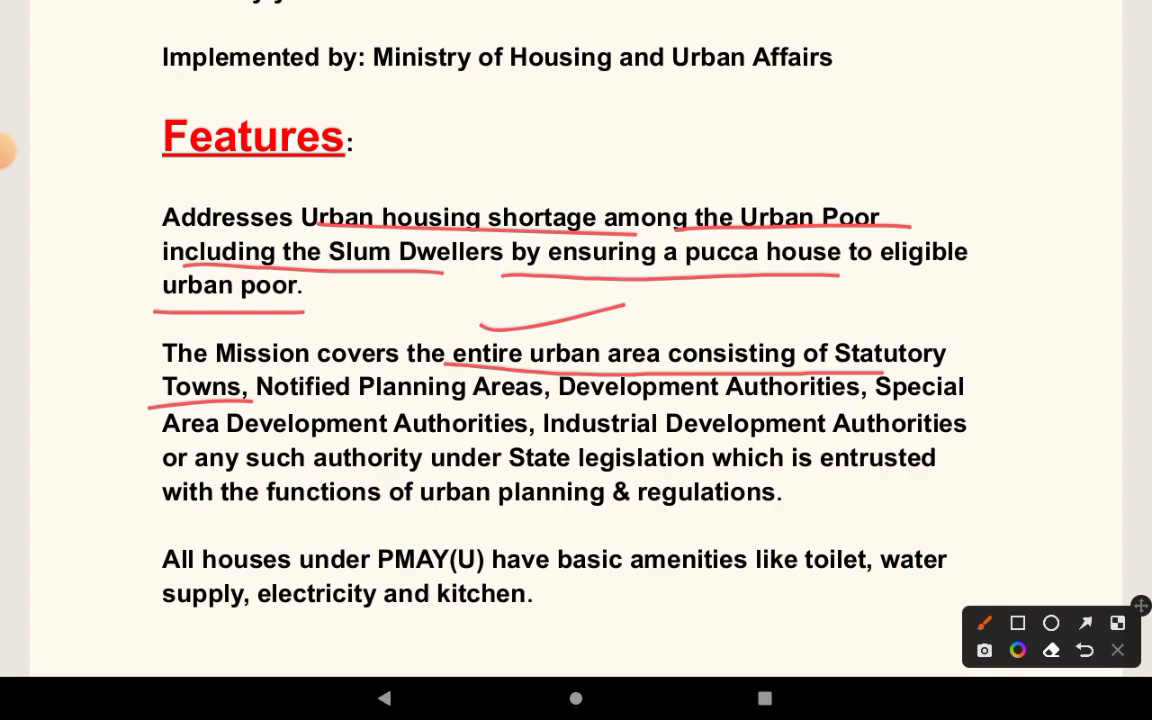 Implemented by: Ministry of Housing and Urban Affairs
Features:
Addresses Urban housing shortage among the Urban Poor
including the Slum Dwellers by ensuring a pucca house to eligible
urban poor.
The Mission covers the entire urban area consisting of Statutory
Towns, Notified Planning Areas, Development Authorities, Special
Area Development Authorities, Industrial Development Authorities
or any such authority under State legislation which is entrusted
with the functions of urban planning & regulations.
All houses under PMAY(U) have basic amenities like toilet, water
supply, electricity and kitchen.